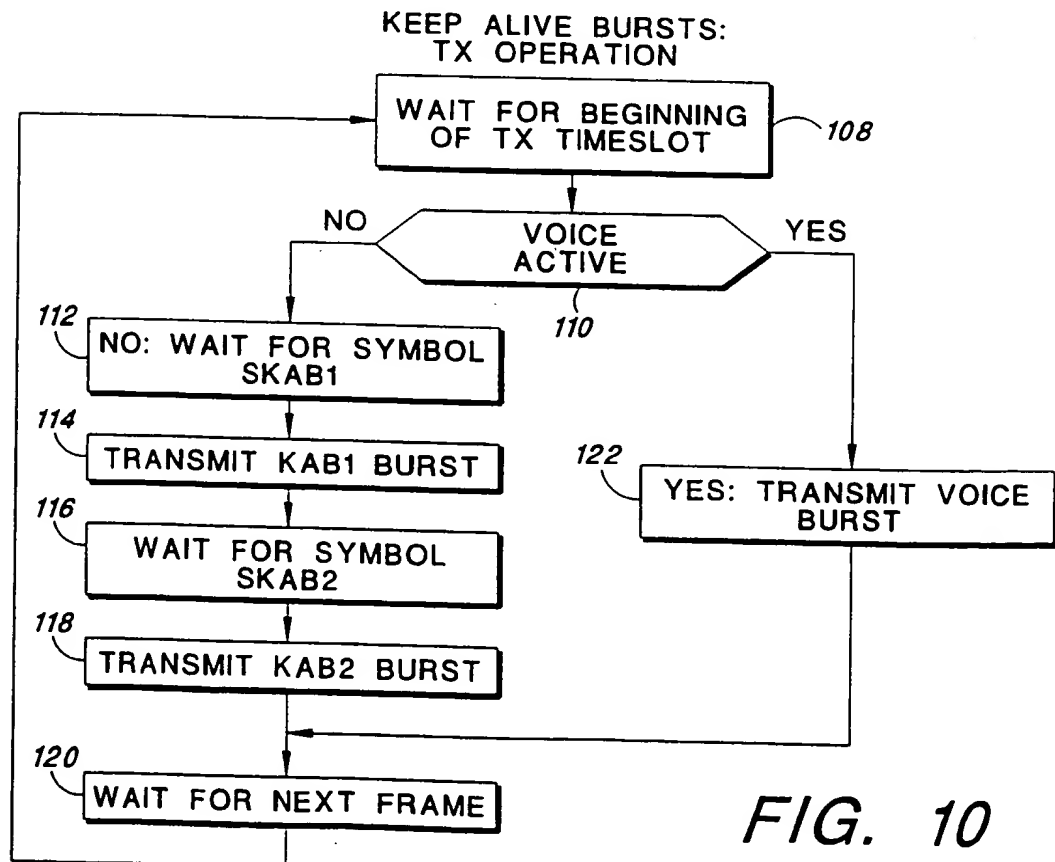 KEEP ALIVE BURSTS:
TX OPERATION
WAIT FOR BEGINNING
OF TX TIMESLOT
108
NO
VOICE
ACTIVE
YES
110
112
NO: WAIT FOR SYMBOL
SKAB1
114
TRANSMIT KAB1 BURST
122
YES: TRANSMIT VOICE
BURST
116
WAIT FOR SYMBOL
SKAB2
118
TRANSMIT KAB2 BURST
120
WAIT FOR NEXT FRAME
FIG. 10